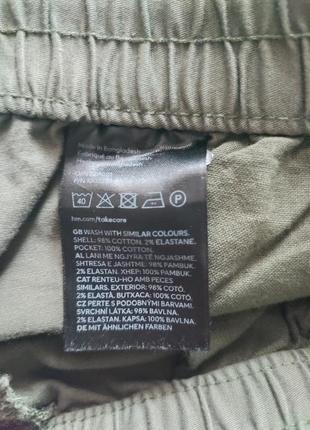 Made in Bangladesh
Fabriqué au Bangladesh
40
P
hm.com/takecare
GB WASH WITH SIMILAR COLOURS.
SHELL: 98% COTTON. 2% ELASTANE.
POCKET: 100% COTTON.
AL LANI ME NGJYRA TË NGJASHME.
SHTRESA E JASHTME: 98% PAMBUK.
2% ELASTAN. XHEP: 100% PAMBUK.
CAT RENTEU-HO AMB PECES
SIMILARS. EXTERIOR: 98% COTÓ.
2% ELASTÀ. BUTXACA: 100% COTÓ.
CZ PERTE S PODOBNÝMI BARVAMI.
SVRCHNÍ LÁTKA: 98% BAVLNA.
2% ELASTAN. KAPSA: 100% BAVLNA.
DE MIT ÄHNLICHEN FARBEN